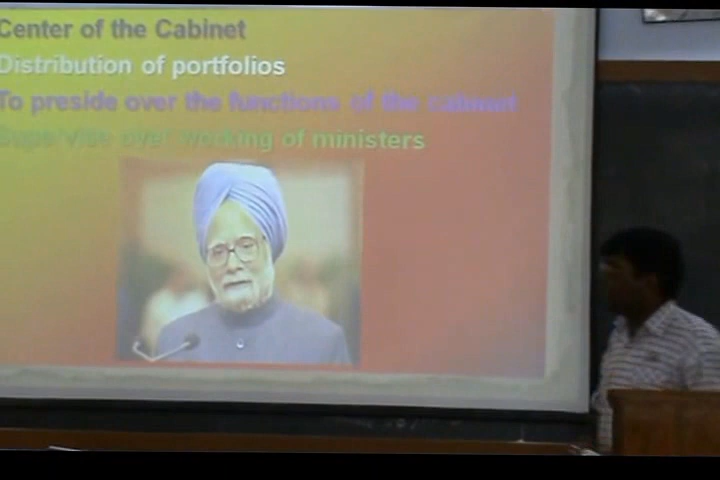 Center of the Cabinet
Distribution of portfolios
To preside over the functions of the cabinet
Supervise over working of ministers